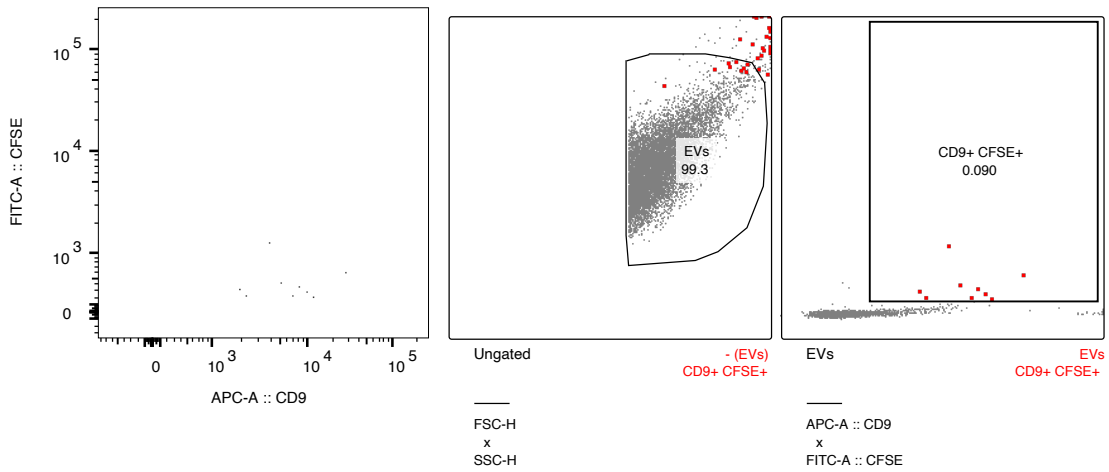 FITC-A :: CFSE
10^5
10^4
10^3
0
0
10^3
10^4
10^5
APC-A :: CD9
EVs
99.3
Ungated
- (EVs)
CD9+ CFSE+
FSC-H
x
SSC-H
CD9+ CFSE+
0.090
EVs
EVs
CD9+ CFSE+
APC-A :: CD9
x
FITC-A :: CFSE